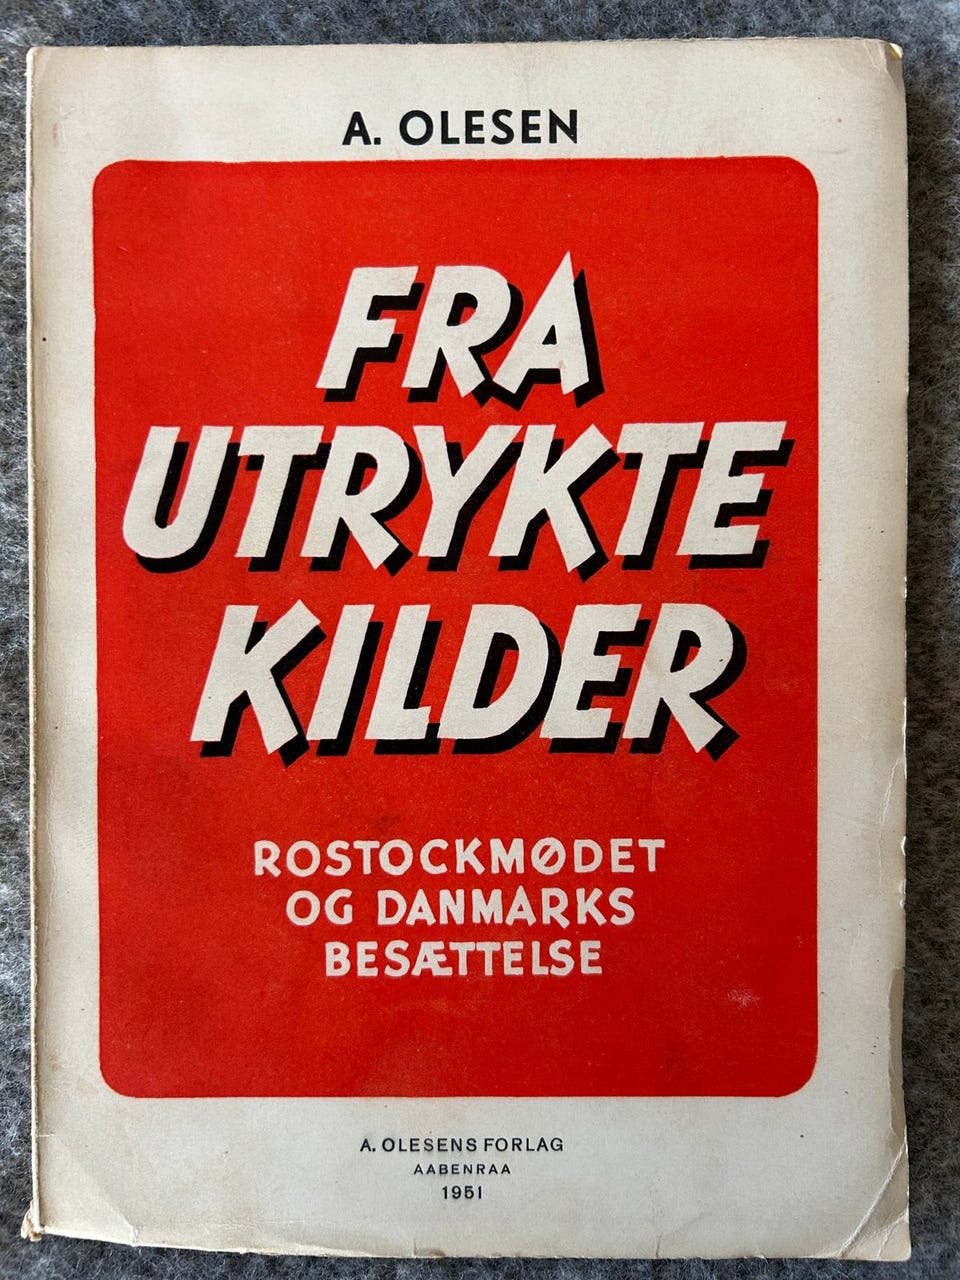 A. OLESEN
FRA
UTRYKTE
KILDER
ROSTOCKMØDET
OG DANMARKS
BESÆTTELSE
A. OLESENS FORLAG
AABENRAA
1951